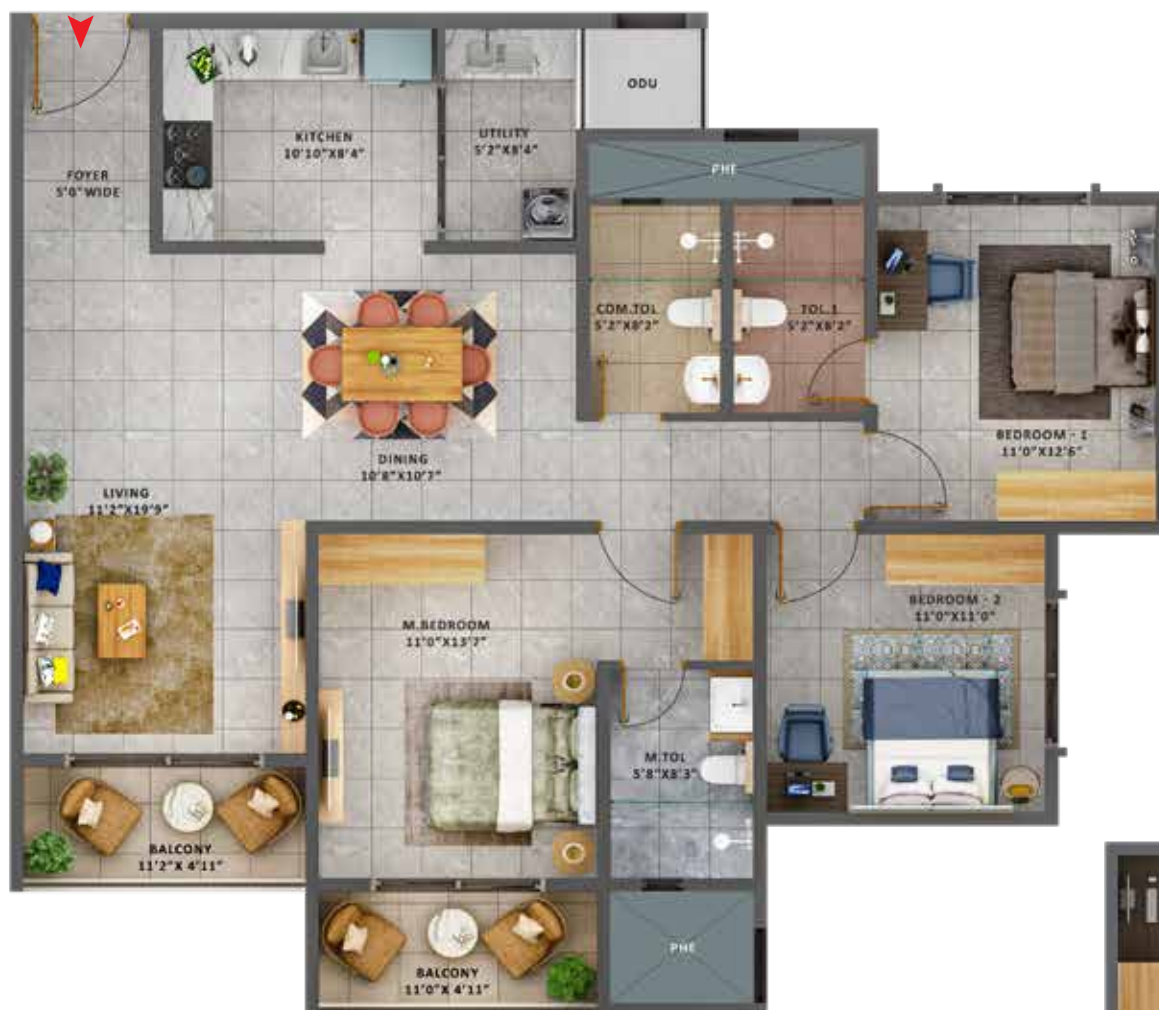 ODU
KITCHEN
10'10"X8'4"
UTILITY
5'2"X8'4"
FOYER
5'0"WIDE
PHE
COM.TOL
5'2"X8'2"
TOL.1
5'2"X8'2"
BEDROOM - 1
11'0"X12'6"
DINING
10'8"X10'7"
LIVING
11'2"X19'9"
M.BEDROOM
11'0"X13'7"
BEDROOM - 2
11'0"X11'0"
M.TOL
5'8"X8'3"
BALCONY
11'2"X 4'11"
BALCONY
11'0"X 4'11"
PHE